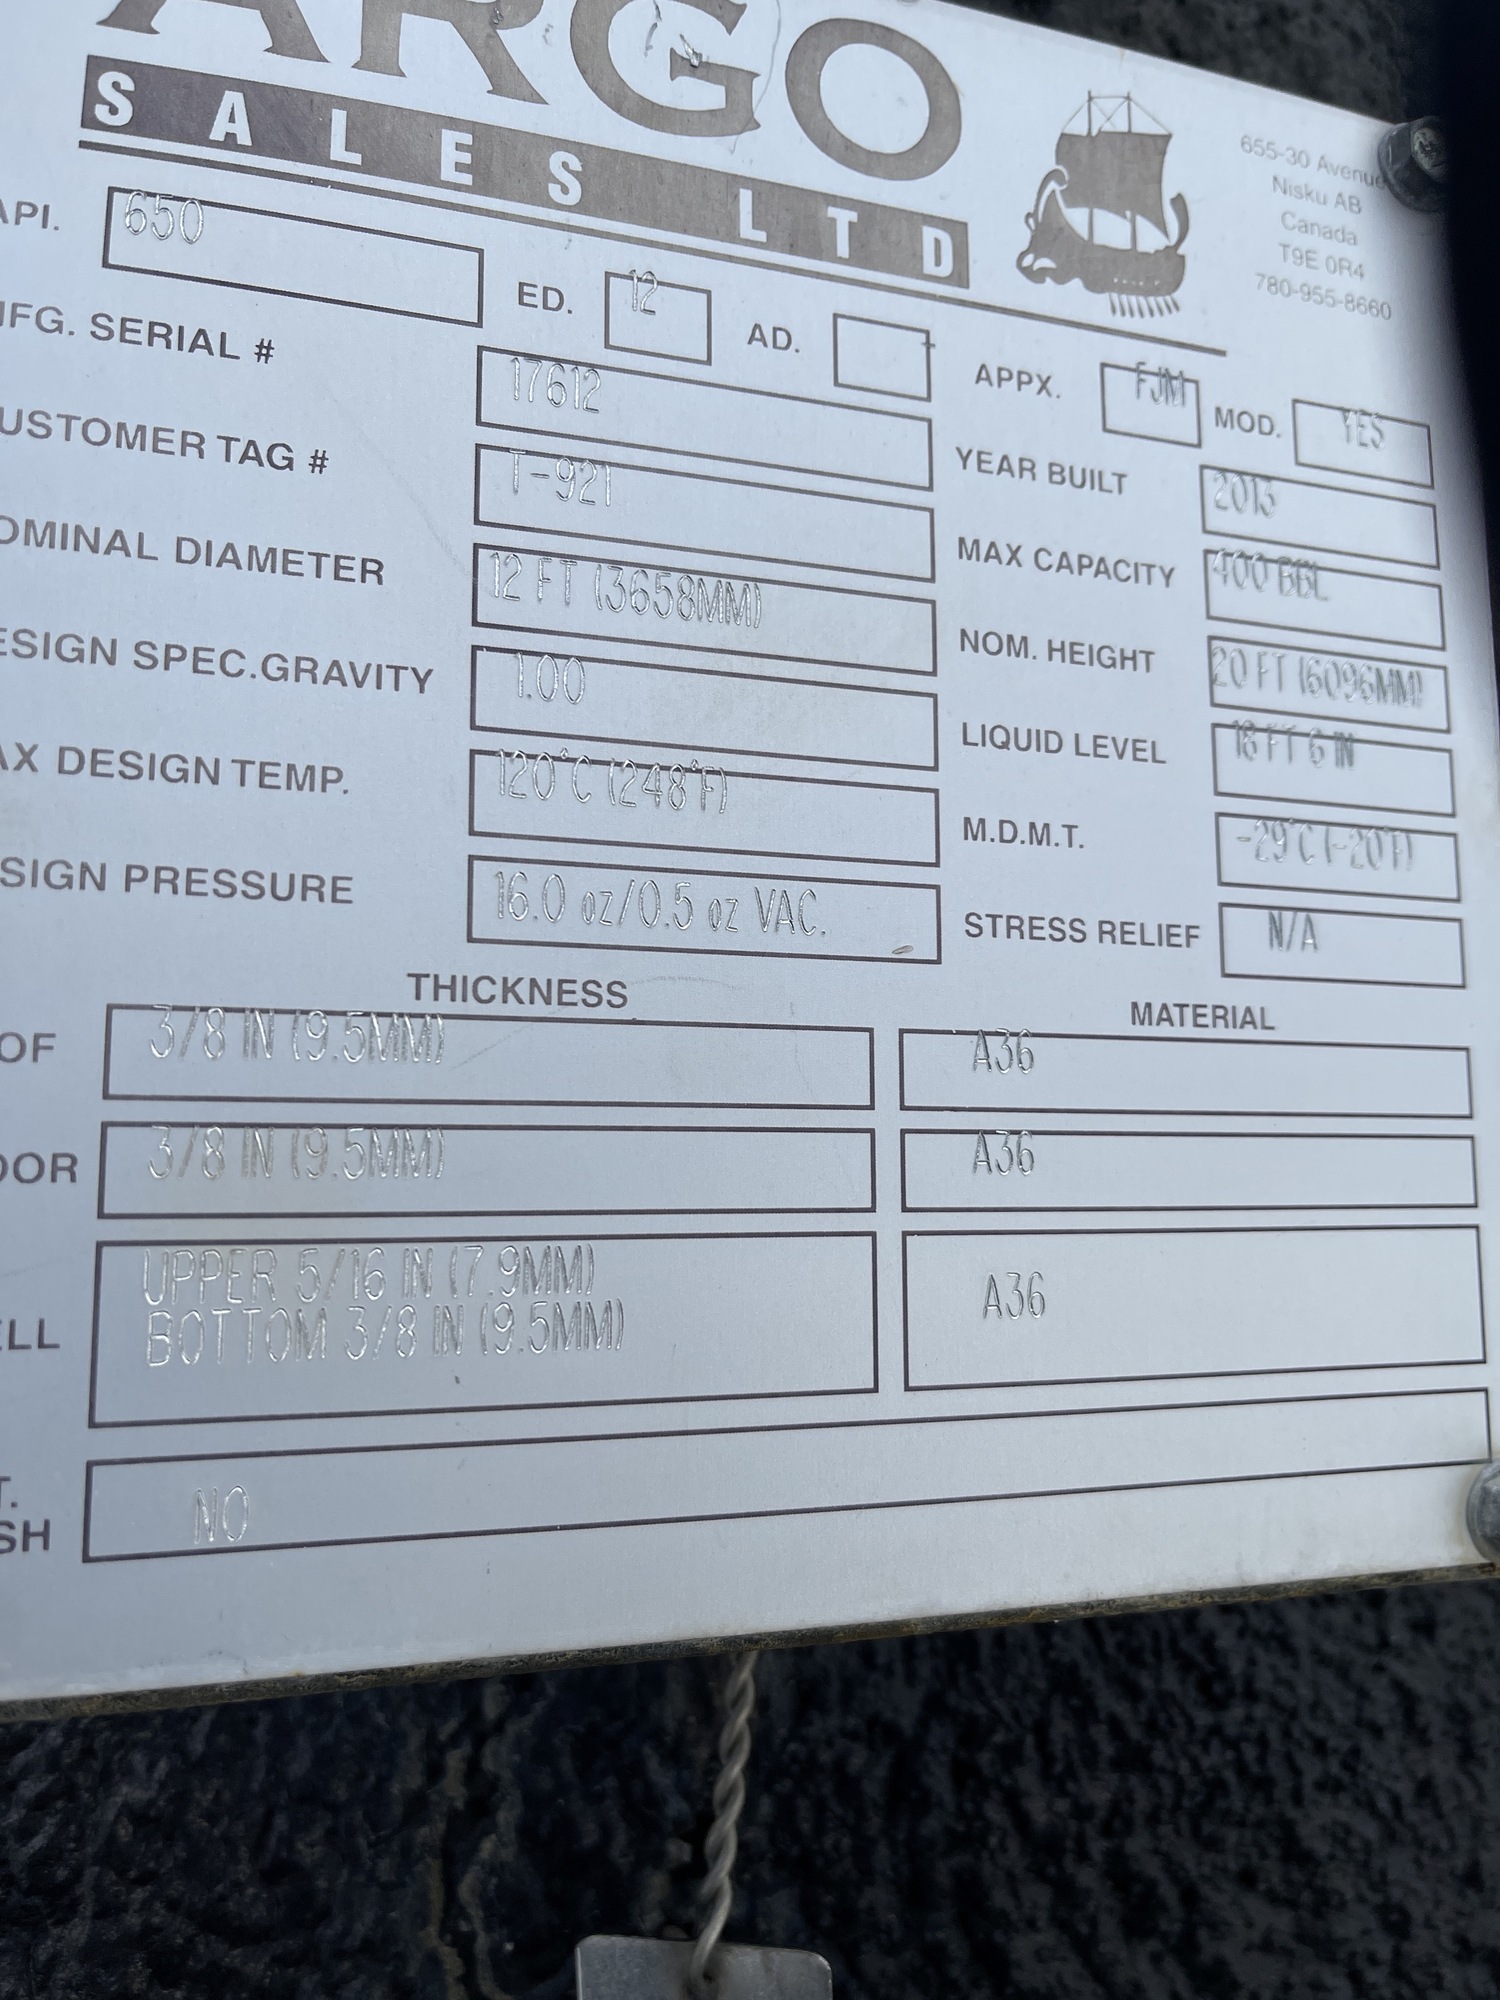 ARGO
SALES LTD
655-30 Avenue
Nisku AB
Canada
T9E 0R4
780-955-8660
API. 650 ED. 12 AD. - APPX. FJM MOD. YES
MFG. SERIAL # 17612 YEAR BUILT 2013
CUSTOMER TAG # T-921 MAX CAPACITY 400 BBL
NOMINAL DIAMETER 12 FT (3658MM) NOM. HEIGHT 20 FT (6096MM)
DESIGN SPEC.GRAVITY 1.00 LIQUID LEVEL 18 FT 6 IN
MAX DESIGN TEMP. 120°C (248°F) M.D.M.T. -29°C (-20°F)
DESIGN PRESSURE 16.0 oz/0.5 oz VAC. STRESS RELIEF N/A
THICKNESS MATERIAL
OF 3/8 IN (9.5MM) A36
OOR 3/8 IN (9.5MM) A36
ELL UPPER 5/16 IN (7.9MM) A36
BOTTOM 3/8 IN (9.5MM)
T.
SH NO